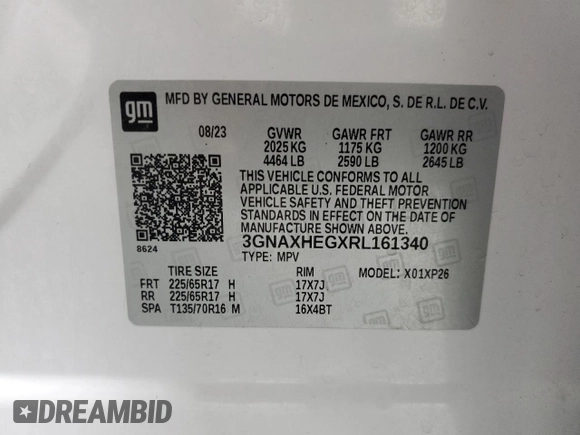 gm
MFD BY GENERAL MOTORS DE MEXICO, S. DE R.L. DE C.V.
08/23 GVWR GAWR FRT GAWR RR
2025 KG 1175 KG 1200 KG
4464 LB 2590 LB 2645 LB
THIS VEHICLE CONFORMS TO ALL
APPLICABLE U.S. FEDERAL MOTOR
VEHICLE SAFETY AND THEFT PREVENTION
STANDARDS IN EFFECT ON THE DATE OF
MANUFACTURE SHOWN ABOVE.
8624
3GNAXHEGXRL161340
TYPE: MPV
TIRE SIZE RIM MODEL: X01XP26
FRT 225/65R17 H 17X7J
RR 225/65R17 H 17X7J
SPA T135/70R16 M 16X4BT
DREAMBID